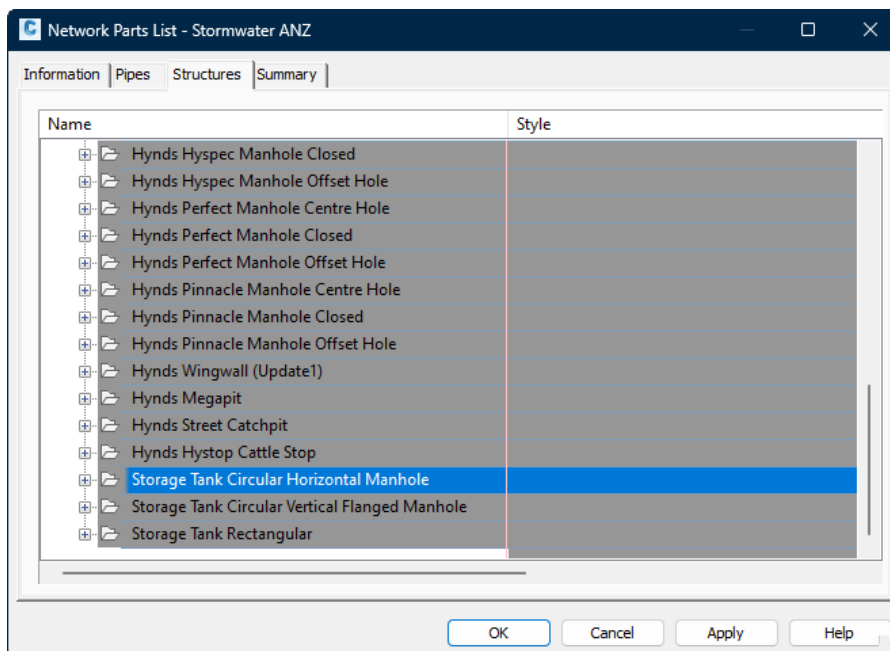 Network Parts List - Stormwater ANZ
Information Pipes Structures Summary
Name Style
Hynds Hyspec Manhole Closed
Hynds Hyspec Manhole Offset Hole
Hynds Perfect Manhole Centre Hole
Hynds Perfect Manhole Closed
Hynds Perfect Manhole Offset Hole
Hynds Pinnacle Manhole Centre Hole
Hynds Pinnacle Manhole Closed
Hynds Pinnacle Manhole Offset Hole
Hynds Wingwall (Update1)
Hynds Megapit
Hynds Street Catchpit
Hynds Hystop Cattle Stop
Storage Tank Circular Horizontal Manhole
Storage Tank Circular Vertical Flanged Manhole
Storage Tank Rectangular
OK Cancel Apply Help